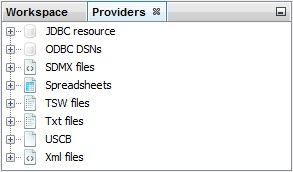 Workspace Providers
JDBC resource
ODBC DSNs
SDMX files
Spreadsheets
TSW files
Txt files
USCB
Xml files